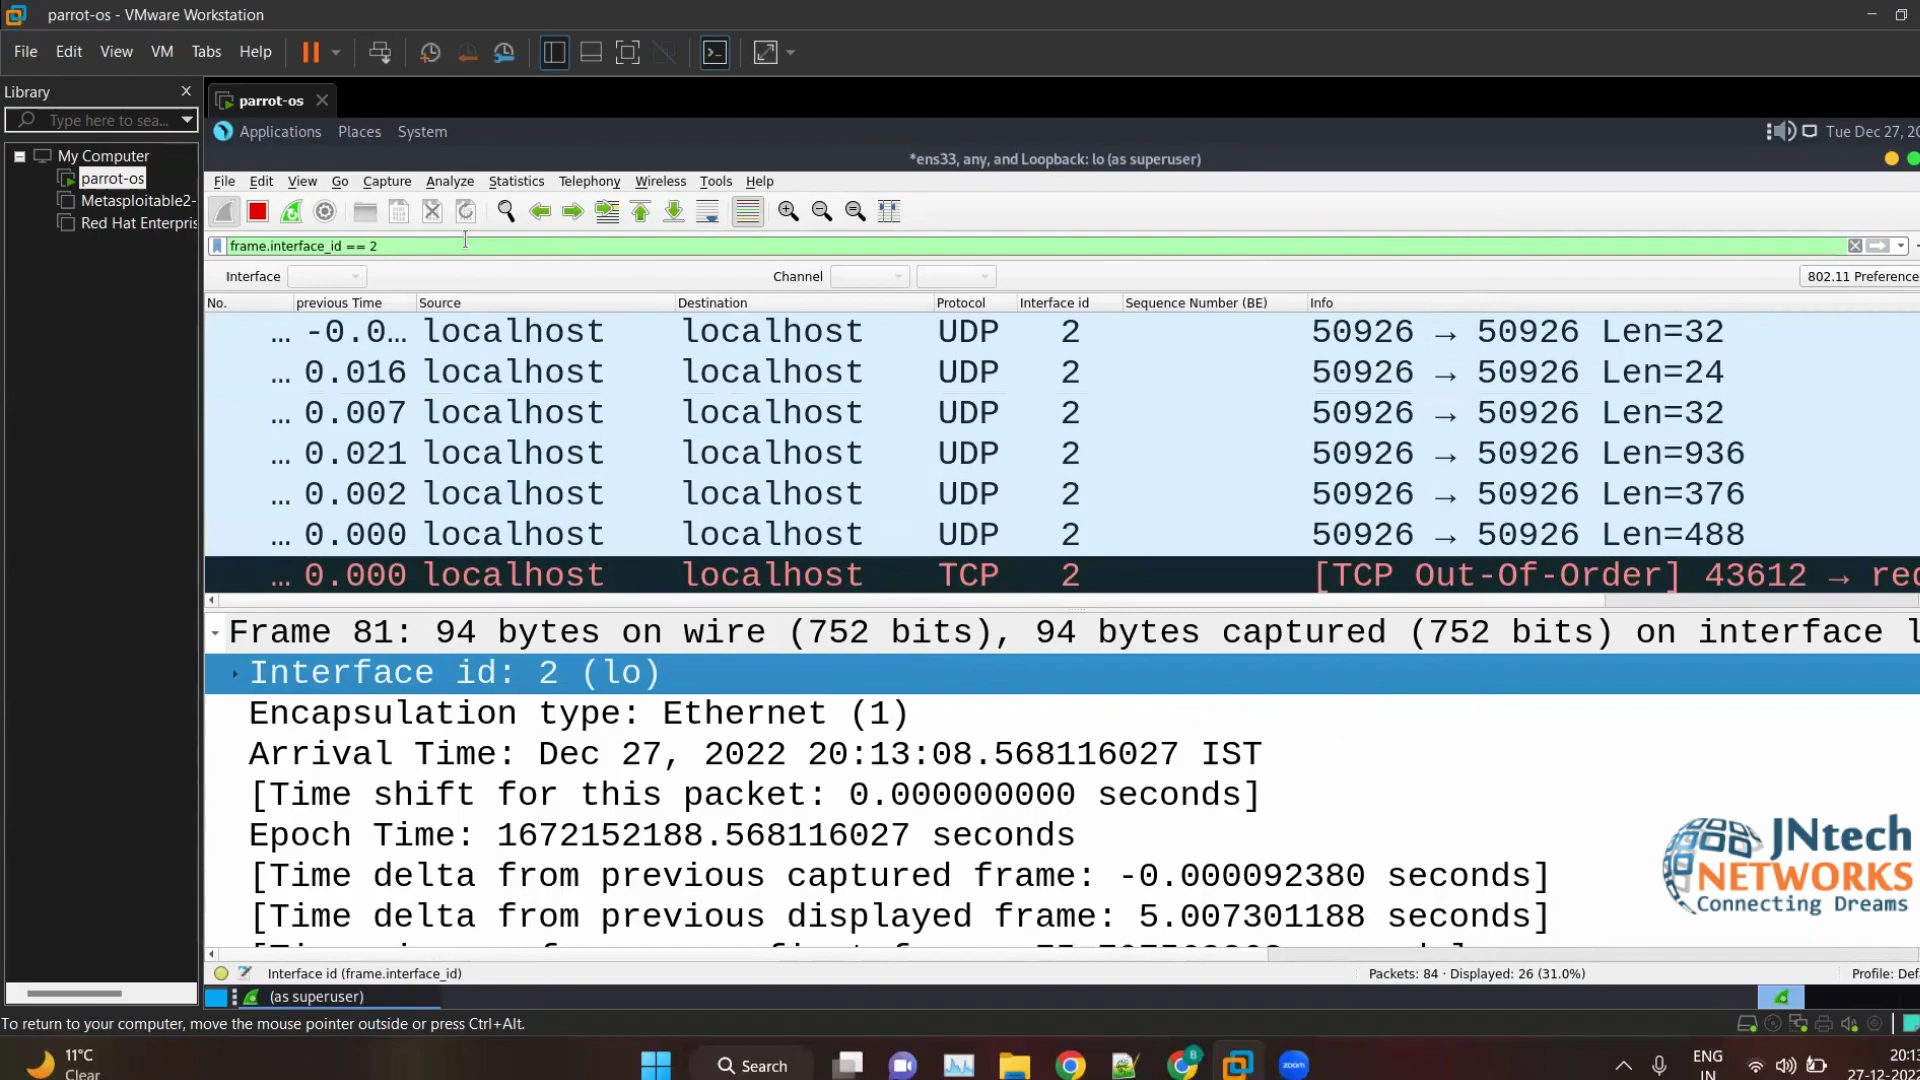 parrot-os - VMware Workstation
File Edit View VM Tabs Help
Library
parrot-os
Type here to sea...
Applications Places System
Tue Dec 27, 20
My Computer
*ens33, any, and Loopback: lo (as superuser)
parrot-os
File Edit View Go Capture Analyze Statistics Telephony Wireless Tools Help
Metasploitable2-
Red Hat Enterpris
frame.interface_id == 2
Interface Channel 802.11 Preference
No. previous Time Source Destination Protocol Interface id Sequence Number (BE) Info
... -0.0... localhost localhost UDP 2 50926 → 50926 Len=32
... 0.016 localhost localhost UDP 2 50926 → 50926 Len=24
... 0.007 localhost localhost UDP 2 50926 → 50926 Len=32
... 0.021 localhost localhost UDP 2 50926 → 50926 Len=936
... 0.002 localhost localhost UDP 2 50926 → 50926 Len=376
... 0.000 localhost localhost UDP 2 50926 → 50926 Len=488
... 0.000 localhost localhost TCP 2 [TCP Out-Of-Order] 43612 → red
Frame 81: 94 bytes on wire (752 bits), 94 bytes captured (752 bits) on interface l
Interface id: 2 (lo)
Encapsulation type: Ethernet (1)
Arrival Time: Dec 27, 2022 20:13:08.568116027 IST
[Time shift for this packet: 0.000000000 seconds]
Epoch Time: 1672152188.568116027 seconds
[Time delta from previous captured frame: -0.000092380 seconds]
[Time delta from previous displayed frame: 5.007301188 seconds]
JNtech
NETWORKS
Connecting Dreams
Interface id (frame.interface_id)
Packets: 84 · Displayed: 26 (31.0%)
Profile: Def
(as superuser)
To return to your computer, move the mouse pointer outside or press Ctrl+Alt.
11°C
Clear
Search
zoom
ENG
IN
20:13
27-12-2022